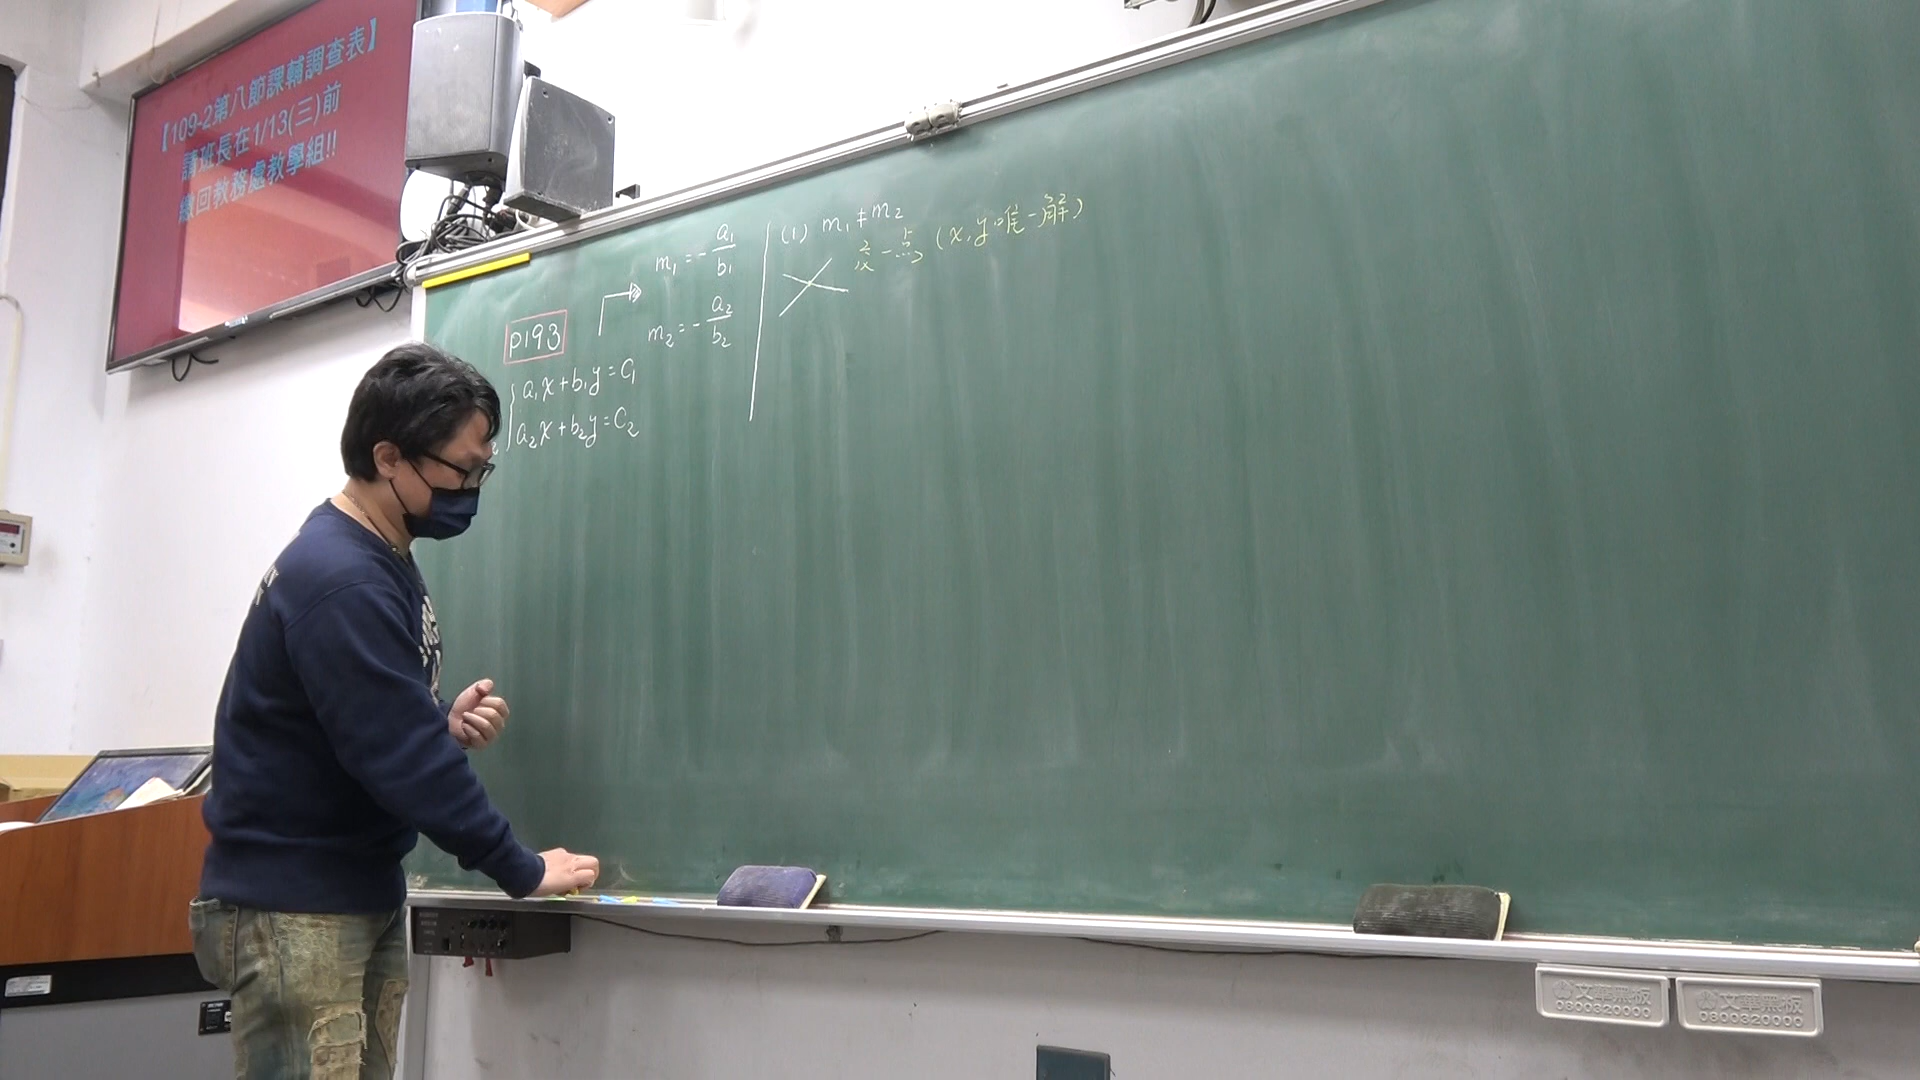 【109-2第八節課輔調查表】
請班長在1/13(三)前
繳回教務處教學組!!
P193
a₁x+b₁y=C₁
a₂x+b₂y=C₂
m₁=-a₁/b₁
m₂=-a₂/b₂
(1) m₁≠m₂
交一点 (x,y唯一解)
文華黑板
0800320000
文華黑板
0800320000